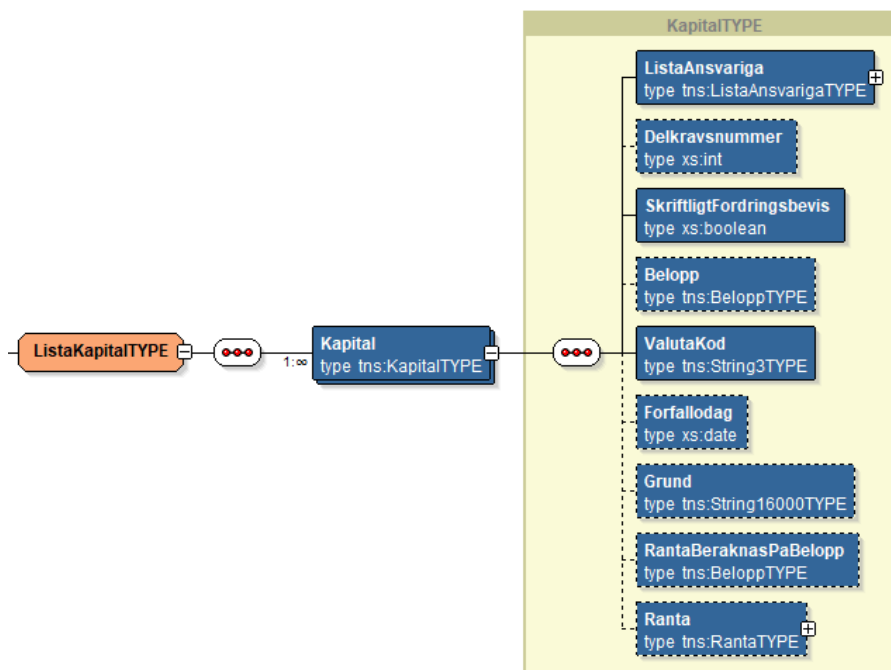 KapitalTYPE
ListaAnsvariga
type tns:ListaAnsvarigaTYPE
Delkravsnummer
type xs:int
SkriftligtFordringsbevis
type xs:boolean
Belopp
type tns:BeloppTYPE
ListaKapitalTYPE
1:∞
Kapital
type tns:KapitalTYPE
ValutaKod
type tns:String3TYPE
Forfallodag
type xs:date
Grund
type tns:String16000TYPE
RantaBeraknasPaBelopp
type tns:BeloppTYPE
Ranta
type tns:RantaTYPE